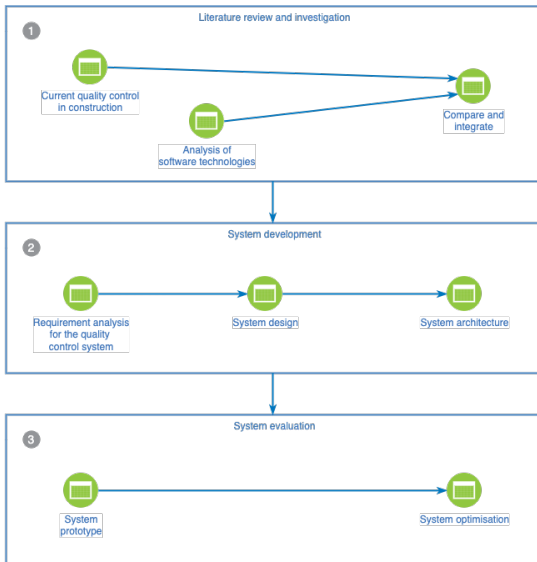 Literature review and investigation
1
Current quality control
in construction
Analysis of
software technologies
Compare and
integrate
System development
2
Requirement analysis
for the quality
control system
System design
System architecture
System evaluation
3
System
prototype
System optimisation